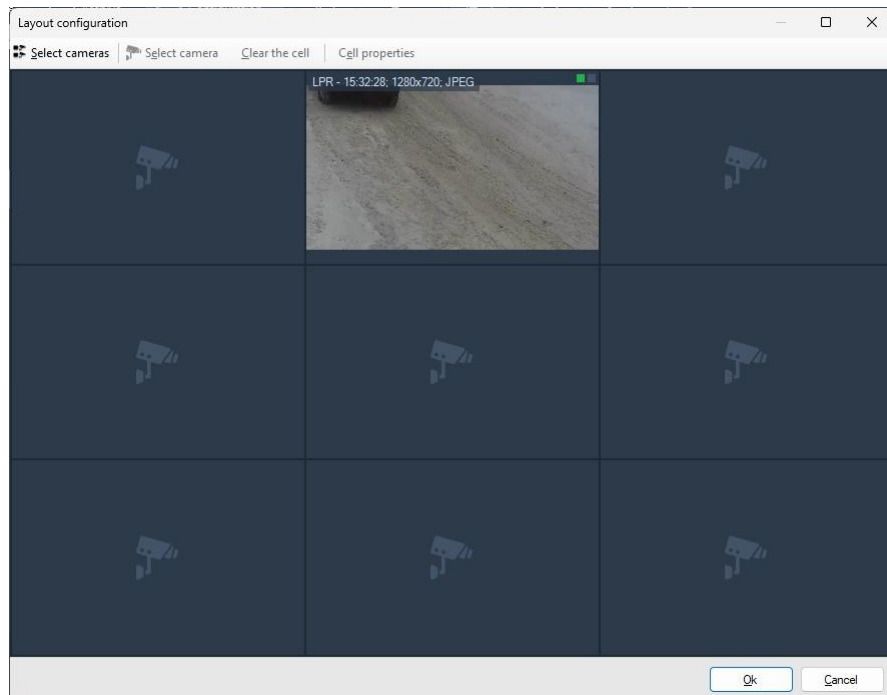 Layout configuration
Select cameras Select camera Clear the cell Cell properties
LPR - 15:32:28; 1280x720; JPEG
Ok Cancel